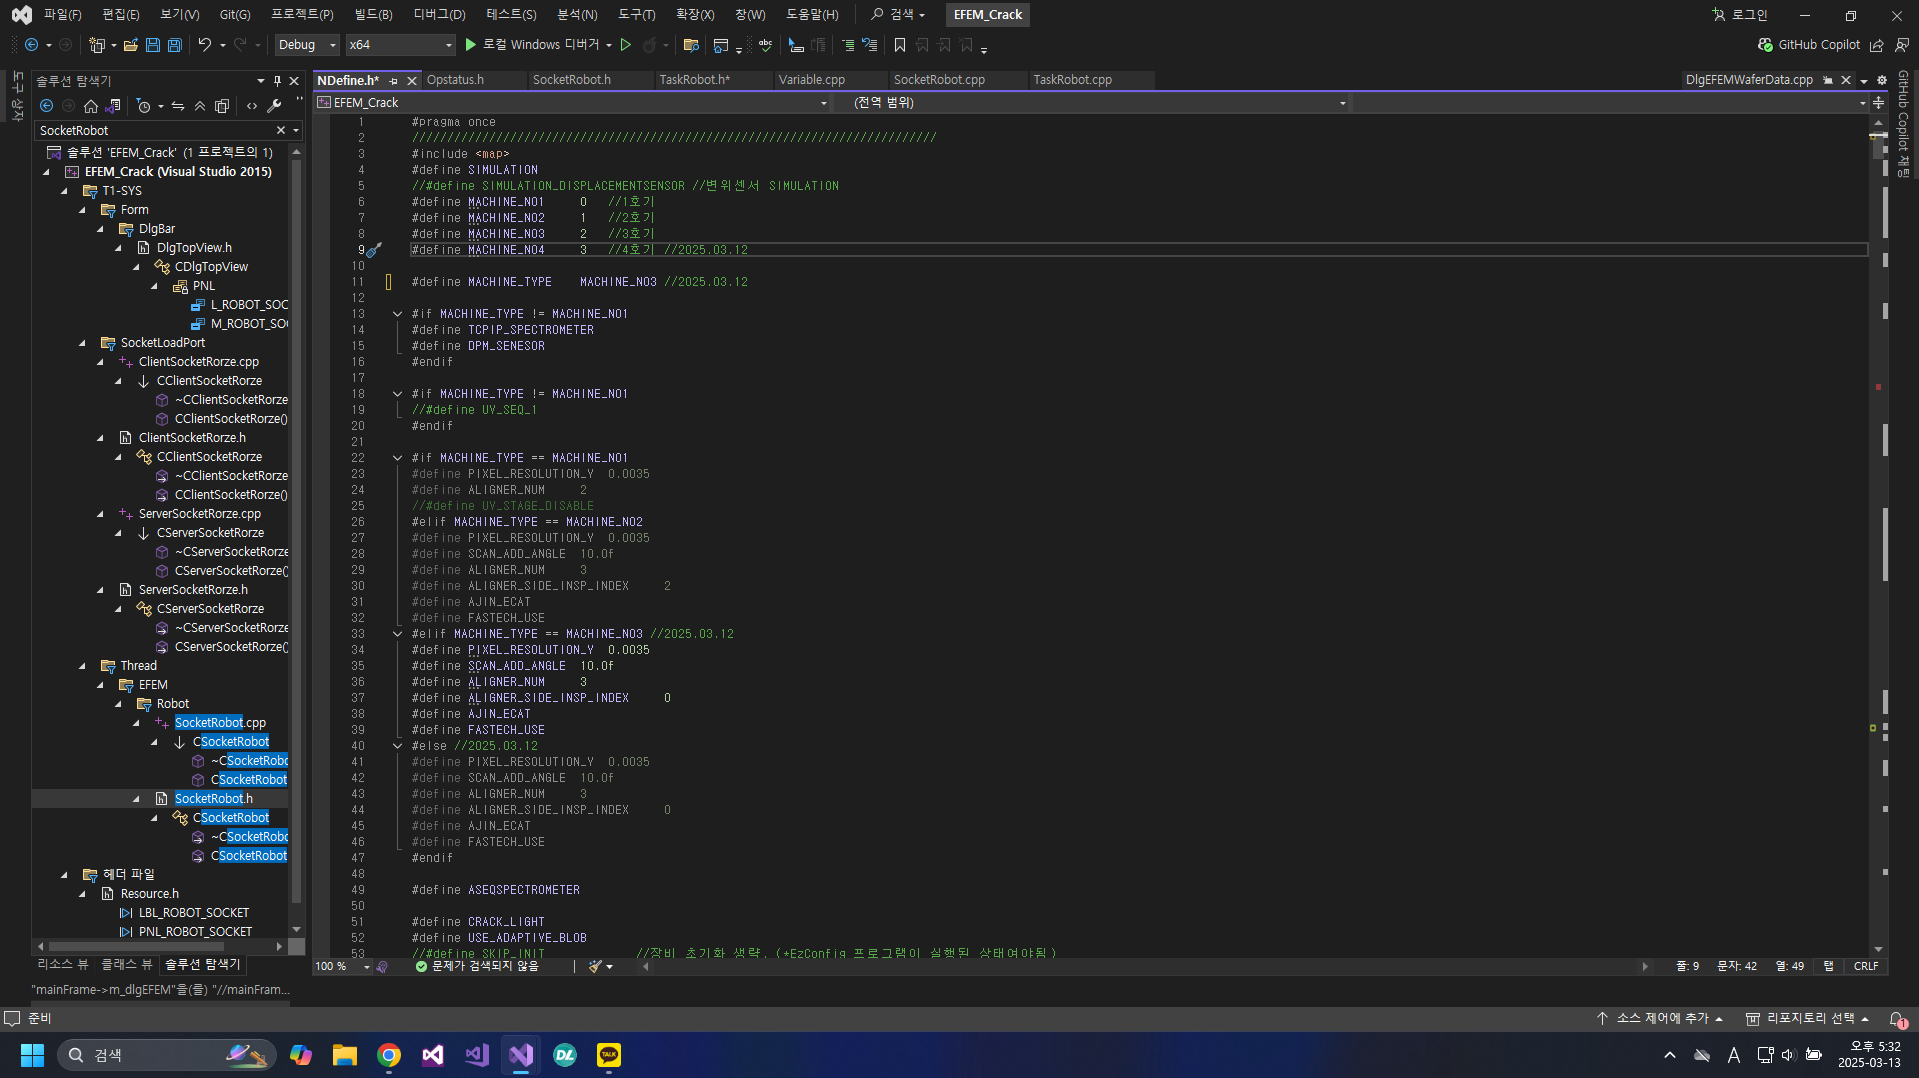 파일(F) 편집(E) 보기(V) Git(G) 프로젝트(P) 빌드(B) 디버그(D) 테스트(S) 분석(N) 도구(T) 확장(X) 창(W) 도움말(H) 검색 EFEM_Crack 로그인
Debug x64 로컬 Windows 디버거 GitHub Copilot
도구 상자
솔루션 탐색기
SocketRobot
솔루션 'EFEM_Crack' (1 프로젝트의 1)
EFEM_Crack (Visual Studio 2015)
T1-SYS
Form
DlgBar
DlgTopView.h
CDlgTopView
PNL
L_ROBOT_SOC
M_ROBOT_SO
SocketLoadPort
ClientSocketRorze.cpp
CClientSocketRorze
~CClientSocketRorze
CClientSocketRorze()
ClientSocketRorze.h
CClientSocketRorze
~CClientSocketRorze
CClientSocketRorze()
ServerSocketRorze.cpp
CServerSocketRorze
~CServerSocketRorze
CServerSocketRorze()
ServerSocketRorze.h
CServerSocketRorze
~CServerSocketRorze
CServerSocketRorze()
Thread
EFEM
Robot
SocketRobot.cpp
CSocketRobot
~CSocketRobo
CSocketRobot
SocketRobot.h
CSocketRobot
~CSocketRobo
CSocketRobot
헤더 파일
Resource.h
LBL_ROBOT_SOCKET
PNL_ROBOT_SOCKET
리소스 뷰 클래스 뷰 솔루션 탐색기
"mainFrame->m_dlgEFEM"을(를) "//mainFram...
NDefine.h* Opstatus.h SocketRobot.h TaskRobot.h* Variable.cpp SocketRobot.cpp TaskRobot.cpp DlgEFEMWaferData.cpp
EFEM_Crack (전역 범위)
1 #pragma once
2 ///////////////////////////////////////////////////////////////////////////
3 #include <map>
4 #define SIMULATION
5 //#define SIMULATION_DISPLACEMENTSENSOR //변위센서 SIMULATION
6 #define MACHINE_NO1 0 //1호기
7 #define MACHINE_NO2 1 //2호기
8 #define MACHINE_NO3 2 //3호기
9 #define MACHINE_NO4 3 //4호기 //2025.03.12
10
11 #define MACHINE_TYPE MACHINE_NO3 //2025.03.12
12
13 #if MACHINE_TYPE != MACHINE_NO1
14 #define TCPIP_SPECTROMETER
15 #define DPM_SENESOR
16 #endif
17
18 #if MACHINE_TYPE != MACHINE_NO1
19 //#define UV_SEQ_1
20 #endif
21
22 #if MACHINE_TYPE == MACHINE_NO1
23 #define PIXEL_RESOLUTION_Y 0.0035
24 #define ALIGNER_NUM 2
25 //#define UV_STAGE_DISABLE
26 #elif MACHINE_TYPE == MACHINE_NO2
27 #define PIXEL_RESOLUTION_Y 0.0035
28 #define SCAN_ADD_ANGLE 10.0f
29 #define ALIGNER_NUM 3
30 #define ALIGNER_SIDE_INSP_INDEX 2
31 #define AJIN_ECAT
32 #define FASTECH_USE
33 #elif MACHINE_TYPE == MACHINE_NO3 //2025.03.12
34 #define PIXEL_RESOLUTION_Y 0.0035
35 #define SCAN_ADD_ANGLE 10.0f
36 #define ALIGNER_NUM 3
37 #define ALIGNER_SIDE_INSP_INDEX 0
38 #define AJIN_ECAT
39 #define FASTECH_USE
40 #else //2025.03.12
41 #define PIXEL_RESOLUTION_Y 0.0035
42 #define SCAN_ADD_ANGLE 10.0f
43 #define ALIGNER_NUM 3
44 #define ALIGNER_SIDE_INSP_INDEX 0
45 #define AJIN_ECAT
46 #define FASTECH_USE
47 #endif
48
49 #define ASEQSPECTROMETER
50
51 #define CRACK_LIGHT
52 #define USE_ADAPTIVE_BLOB
53 //#define SKIP_INIT //장비 초기화 생략. (*EzConfig 프로그램이 실행된 상태여야됨)
100 % 문제가 검색되지 않음 줄: 9 문자: 42 열: 49 탭 CRLF
GitHub Copilot 채팅
준비 소스 제어에 추가 리포지토리 선택 1
검색 DL TALK A 오후 5:32
2025-03-13